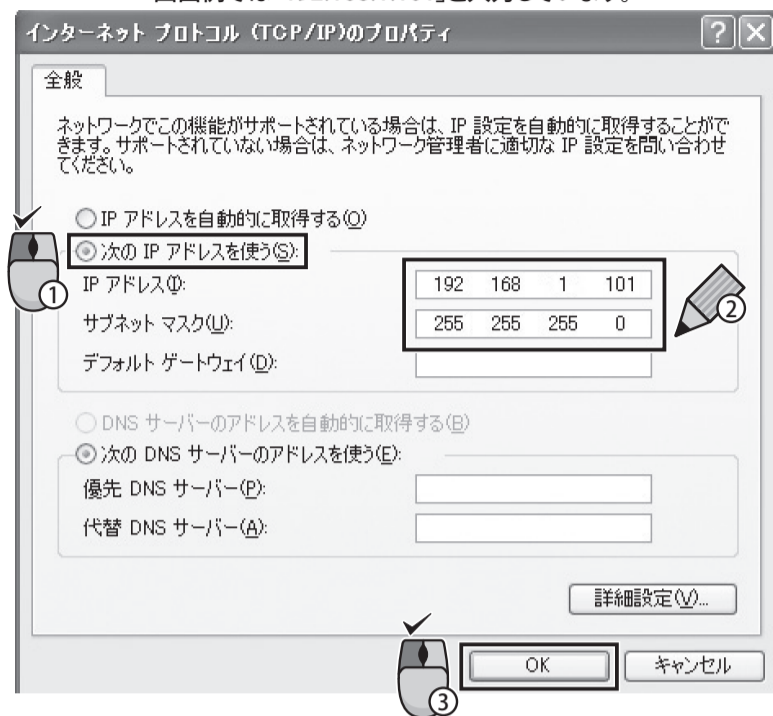 インターネット プロトコル (TCP/IP)のプロパティ
全般
ネットワークでこの機能がサポートされている場合は、IP 設定を自動的に取得することがで
きます。サポートされていない場合は、ネットワーク管理者に適切な IP 設定を問い合わせ
てください。
IP アドレスを自動的に取得する(O)
次の IP アドレスを使う(S):
①
IP アドレス(I): 192 168 1 101
②
サブネット マスク(U): 255 255 255 0
デフォルト ゲートウェイ(D):
DNS サーバーのアドレスを自動的に取得する(B)
次の DNS サーバーのアドレスを使う(E):
優先 DNS サーバー(P):
代替 DNS サーバー(A):
詳細設定(V)...
OK キャンセル
③